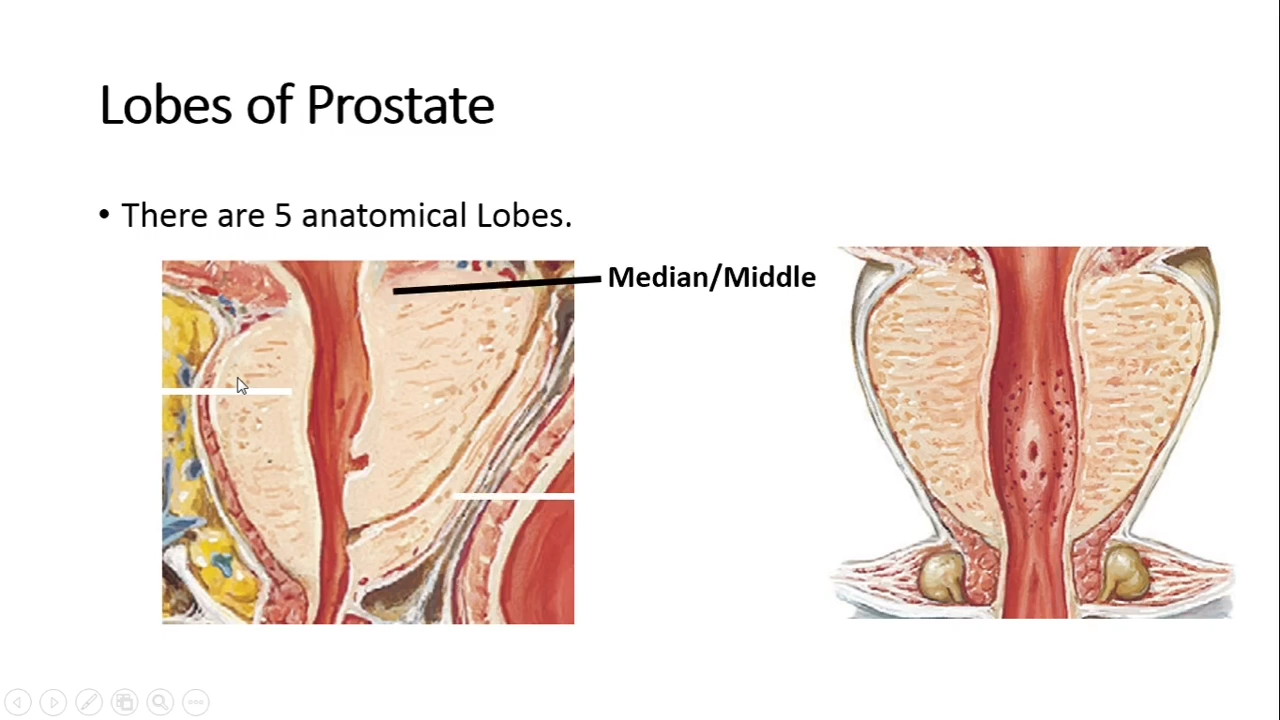 Lobes of Prostate
• There are 5 anatomical Lobes.
Median/Middle